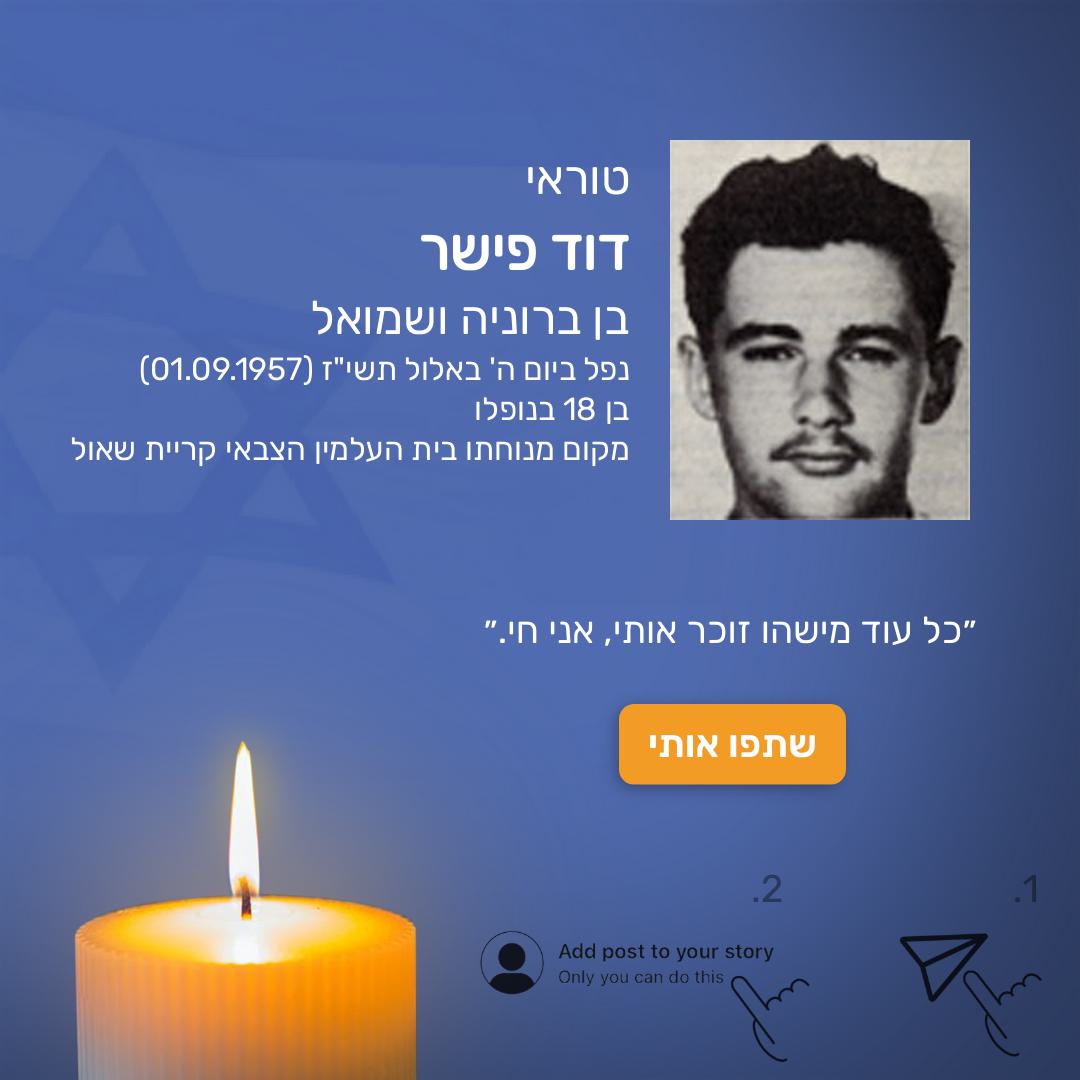 טוראי
דוד פישר
בן ברוניה ושמואל
נפל ביום ה' באלול תשי"ז (01.09.1957)
בן 18 בנופלו
מקום מנוחתו בית העלמין הצבאי קריית שאול
״כל עוד מישהו זוכר אותי, אני חי.״
שתפו אותי
1.
2.
Add post to your story
Only you can do this